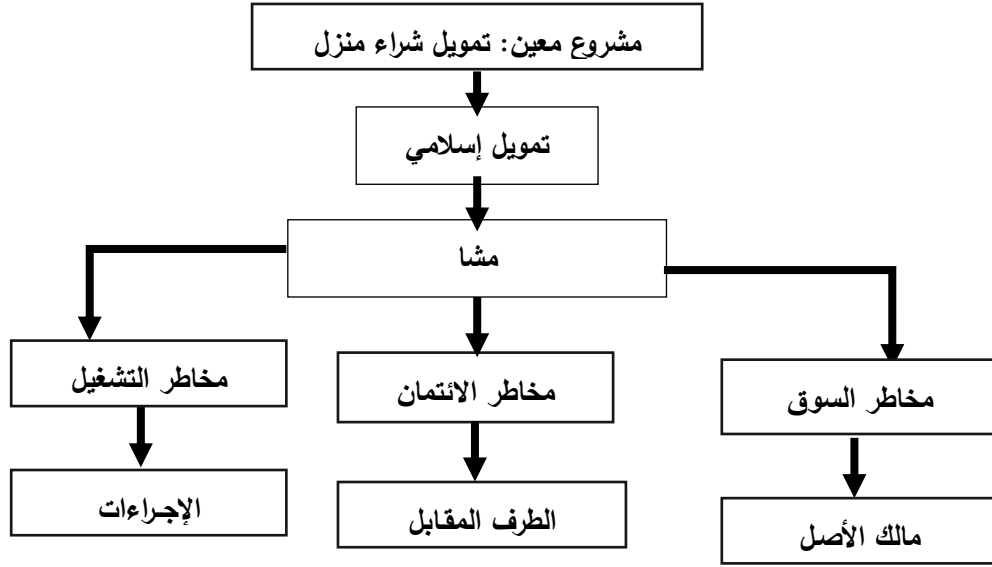 مشروع معين: تمويل شراء منزل
تمويل إسلامي
مشا
مخاطر السوق
مخاطر الائتمان
مخاطر التشغيل
مالك الأصل
الطرف المقابل
الإجراءات